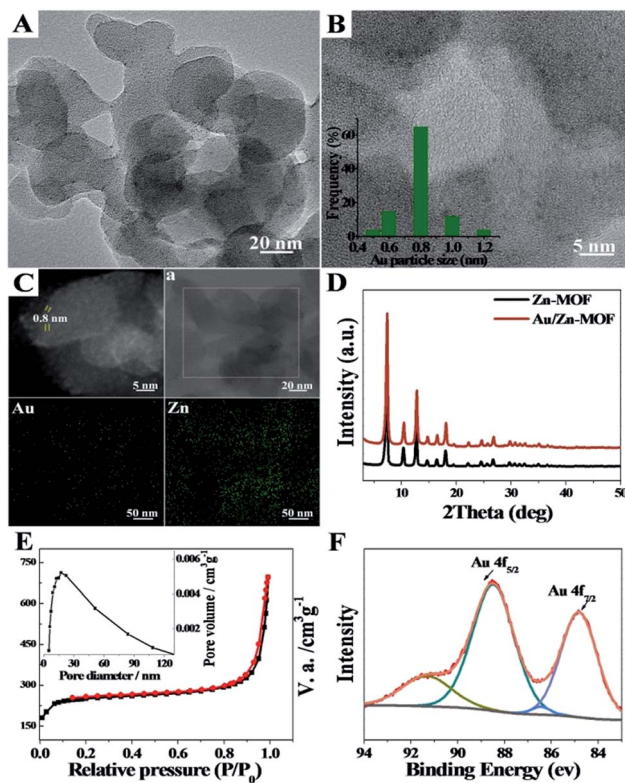 A
20 nm
B
Frequency (%)
60
40
20
0
0.4 0.6 0.8 1.0 1.2
Au particle size (nm)
5 nm
C
0.8 nm
5 nm
a
20 nm
Au
50 nm
Zn
50 nm
D
Zn-MOF
Au/Zn-MOF
Intensity (a.u.)
10 20 30 40 50
2Theta (deg)
E
750
600
450
300
150
0.006
0.004
0.002
0.000
0 30 60 90 120
Pore diameter / nm
Pore volume / cm³g⁻¹
V. a. /cm³g⁻¹
0.0 0.2 0.4 0.6 0.8 1.0
Relative pressure (P/P₀)
F
Au 4f₅/₂
Au 4f₇/₂
Intensity
94 92 90 88 86 84
Binding Energy (ev)